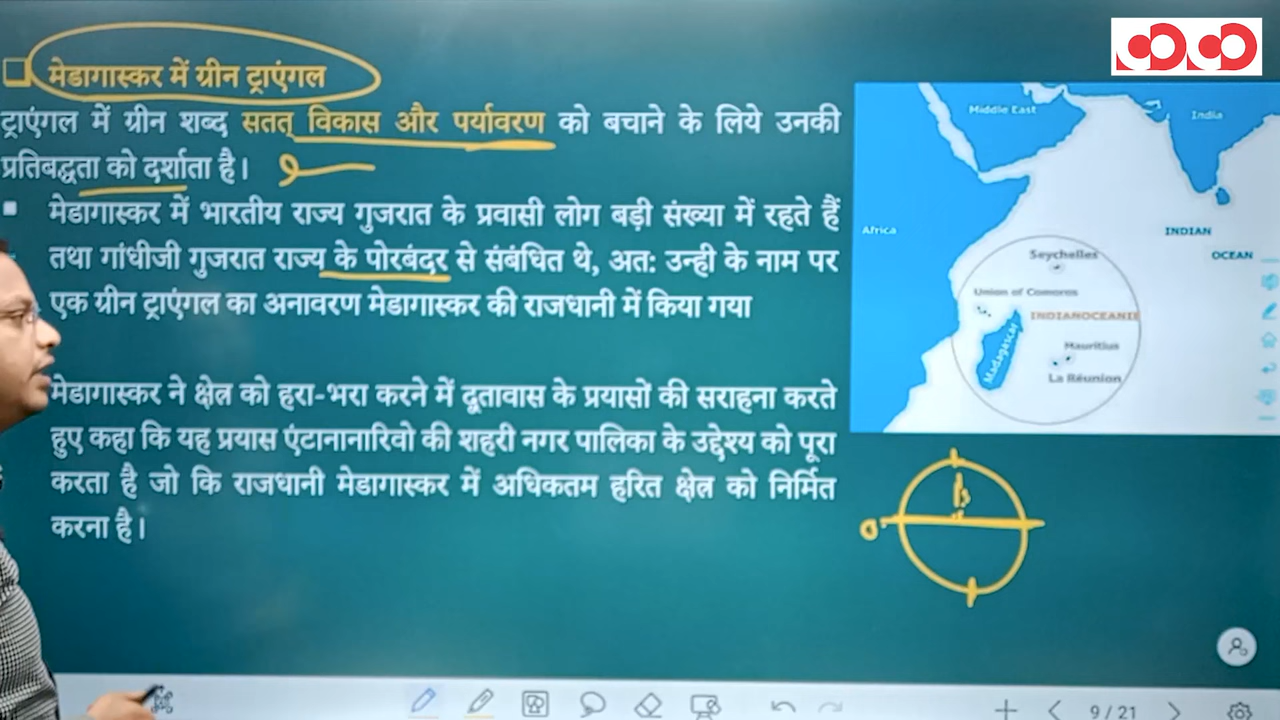 मेडागास्कर में ग्रीन ट्राएंगल
ट्राएंगल में ग्रीन शब्द सतत् विकास और पर्यावरण को बचाने के लिये उनकी
प्रतिबद्धता को दर्शाता है।
मेडागास्कर में भारतीय राज्य गुजरात के प्रवासी लोग बड़ी संख्या में रहते हैं
तथा गांधीजी गुजरात राज्य के पोरबंदर से संबंधित थे, अत: उन्ही के नाम पर
एक ग्रीन ट्राएंगल का अनावरण मेडागास्कर की राजधानी में किया गया
मेडागास्कर ने क्षेत्र को हरा-भरा करने में दूतावास के प्रयासों की सराहना करते
हुए कहा कि यह प्रयास एंटानानारिवो की शहरी नगर पालिका के उद्देश्य को पूरा
करता है जो कि राजधानी मेडागास्कर में अधिकतम हरित क्षेत्र को निर्मित
करना है।
Middle East
India
Africa
INDIAN
OCEAN
Seychelles
Union of Comoros
INDIANOCEANIE
Madagascar
Mauritius
La Réunion
9 / 21